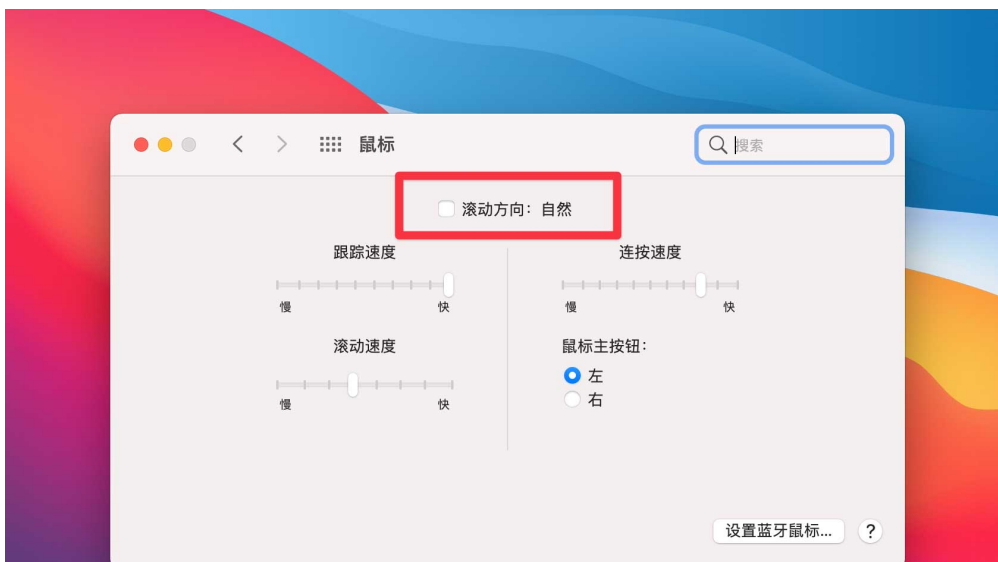 鼠标
搜索
滚动方向：自然
跟踪速度
慢
快
滚动速度
慢
快
连按速度
慢
快
鼠标主按钮：
左
右
设置蓝牙鼠标...
?